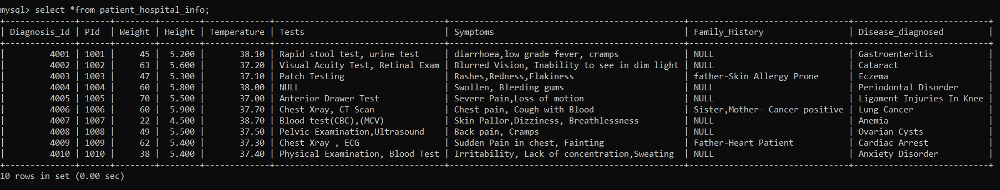 mysql> select *from patient_hospital_info;
+--------------+------+--------+--------+-------------+-------------------------------+-------------------------------------------+-----------------------------+-------------------------+
| Diagnosis_Id | PId  | Weight | Height | Temperature | Tests                         | Symptoms                                  | Family_History              | Disease_diagnosed       |
+--------------+------+--------+--------+-------------+-------------------------------+-------------------------------------------+-----------------------------+-------------------------+
|         4001 | 1001 |     45 |  5.200 |       38.10 | Rapid stool test, urine test  | diarrhoea,low grade fever, cramps         | NULL                        | Gastroenteritis         |
|         4002 | 1002 |     63 |  5.600 |       37.20 | Visual Acuity Test, Retinal Exam | Blurred Vision, Inability to see in dim light | NULL                        | Cataract                |
|         4003 | 1003 |     47 |  5.300 |       37.10 | Patch Testing                 | Rashes,Redness,Flakiness                  | father-Skin Allergy Prone   | Eczema                  |
|         4004 | 1004 |     60 |  5.800 |       38.00 | NULL                          | Swollen, Bleeding gums                    | NULL                        | Periodontal Disorder    |
|         4005 | 1005 |     70 |  5.500 |       37.00 | Anterior Drawer Test          | Severe Pain,Loss of motion                | NULL                        | Ligament Injuries In Knee |
|         4006 | 1006 |     60 |  5.900 |       37.70 | Chest Xray, CT Scan           | Chest pain, Cough with Blood              | Sister,Mother- Cancer positive | Lung Cancer             |
|         4007 | 1007 |     22 |  4.500 |       38.70 | Blood test(CBC),(MCV)         | Skin Pallor,Dizziness, Breathlessness     | NULL                        | Anemia                  |
|         4008 | 1008 |     49 |  5.500 |       37.50 | Pelvic Examination,Ultrasound | Back pain, Cramps                         | NULL                        | Ovarian Cysts           |
|         4009 | 1009 |     62 |  5.400 |       37.30 | Chest Xray , ECG              | Sudden Pain in chest, Fainting            | Father-Heart Patient        | Cardiac Arrest          |
|         4010 | 1010 |     38 |  5.400 |       37.40 | Physical Examination, Blood Test | Irritability, Lack of concentration,Sweating | NULL                        | Anxiety Disorder        |
+--------------+------+--------+--------+-------------+-------------------------------+-------------------------------------------+-----------------------------+-------------------------+
10 rows in set (0.00 sec)